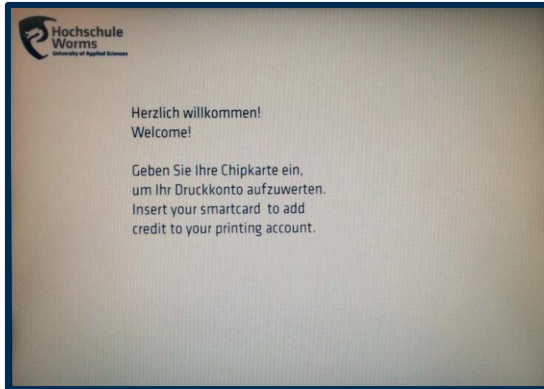 Hochschule
Worms
University of Applied Sciences
Herzlich willkommen!
Welcome!
Geben Sie Ihre Chipkarte ein,
um Ihr Druckkonto aufzuwerten.
Insert your smartcard to add
credit to your printing account.